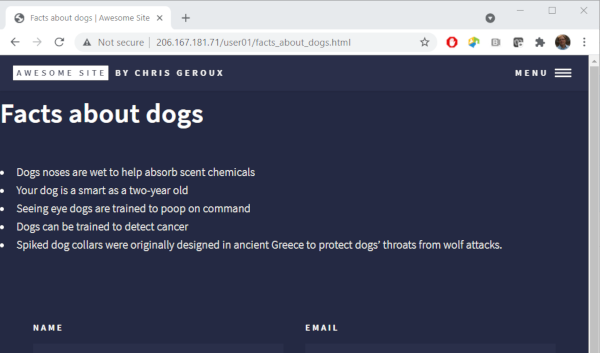 Facts about dogs | Awesome Site
Not secure | 206.167.181.71/user01/facts_about_dogs.html
AWESOME SITE BY CHRIS GEROUX
MENU
Facts about dogs
Dogs noses are wet to help absorb scent chemicals
Your dog is a smart as a two-year old
Seeing eye dogs are trained to poop on command
Dogs can be trained to detect cancer
Spiked dog collars were originally designed in ancient Greece to protect dogs’ throats from wolf attacks.
NAME
EMAIL